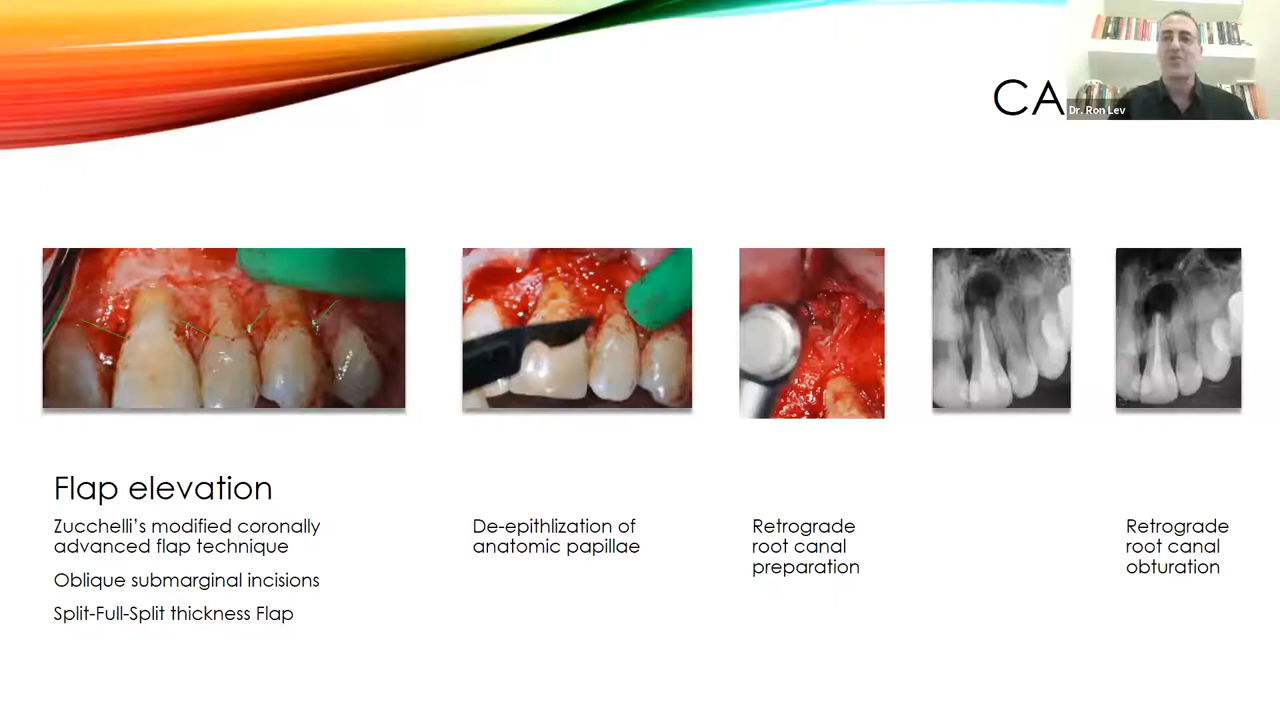 CA
Dr. Ron Lev
Flap elevation
Zucchelli's modified coronally
advanced flap technique
Oblique submarginal incisions
Split-Full-Split thickness Flap
De-epithlization of
anatomic papillae
Retrograde
root canal
preparation
Retrograde
root canal
obturation